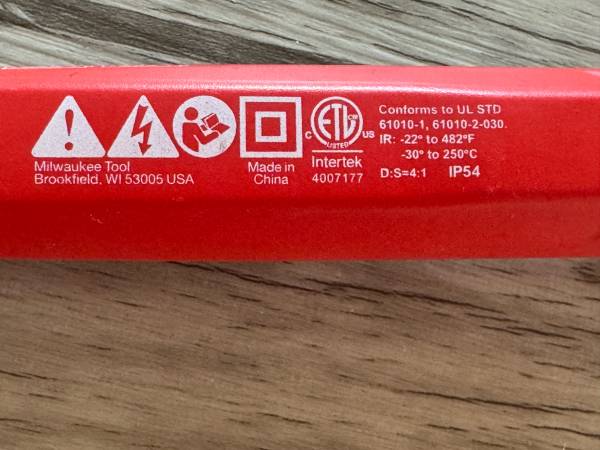 Milwaukee Tool
Brookfield, WI 53005 USA
Made in
China
C ETL CM US
LISTED
Intertek
4007177
Conforms to UL STD
61010-1, 61010-2-030.
IR: -22° to 482°F
-30° to 250°C
D:S=4:1 IP54